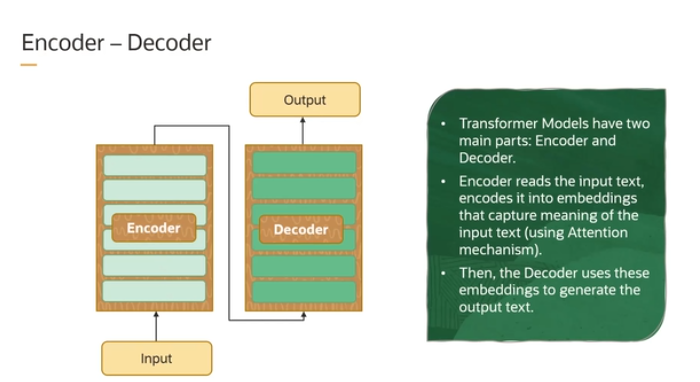 Encoder – Decoder
Output
Encoder
Decoder
Input
• Transformer Models have two
main parts: Encoder and
Decoder.
• Encoder reads the input text,
encodes it into embeddings
that capture meaning of the
input text (using Attention
mechanism).
• Then, the Decoder uses these
embeddings to generate the
output text.